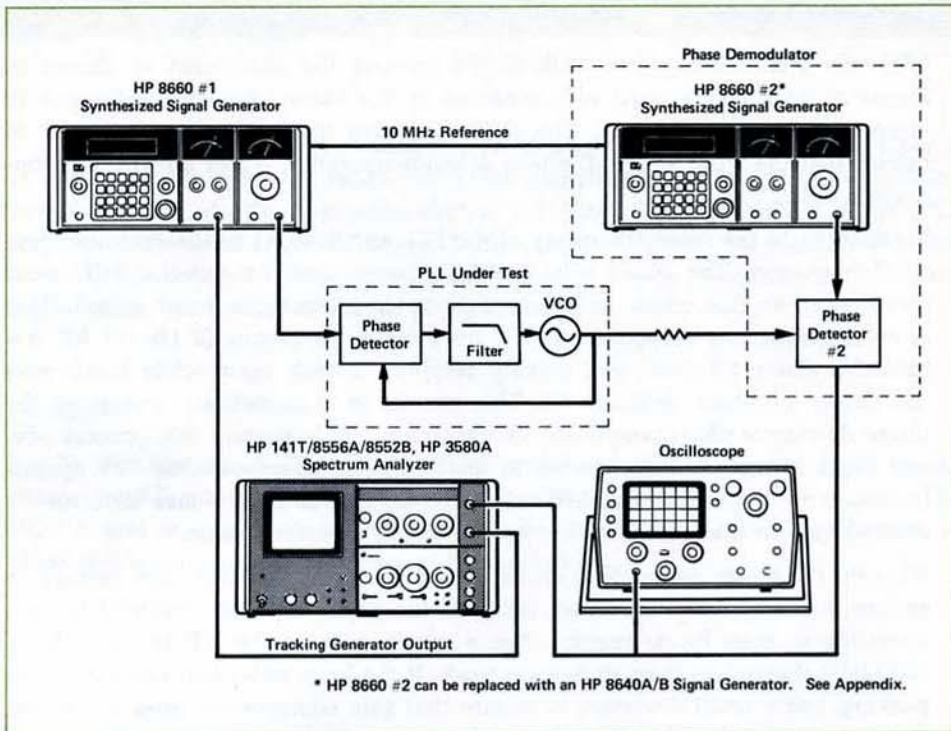 Phase Demodulator
HP 8660 #1
Synthesized Signal Generator
HP 8660 #2*
Synthesized Signal Generator
10 MHz Reference
PLL Under Test
VCO
Phase
Detector
Filter
Phase
Detector
#2
HP 141T/8556A/8552B, HP 3580A
Spectrum Analyzer
Oscilloscope
Tracking Generator Output
* HP 8660 #2 can be replaced with an HP 8640A/B Signal Generator. See Appendix.